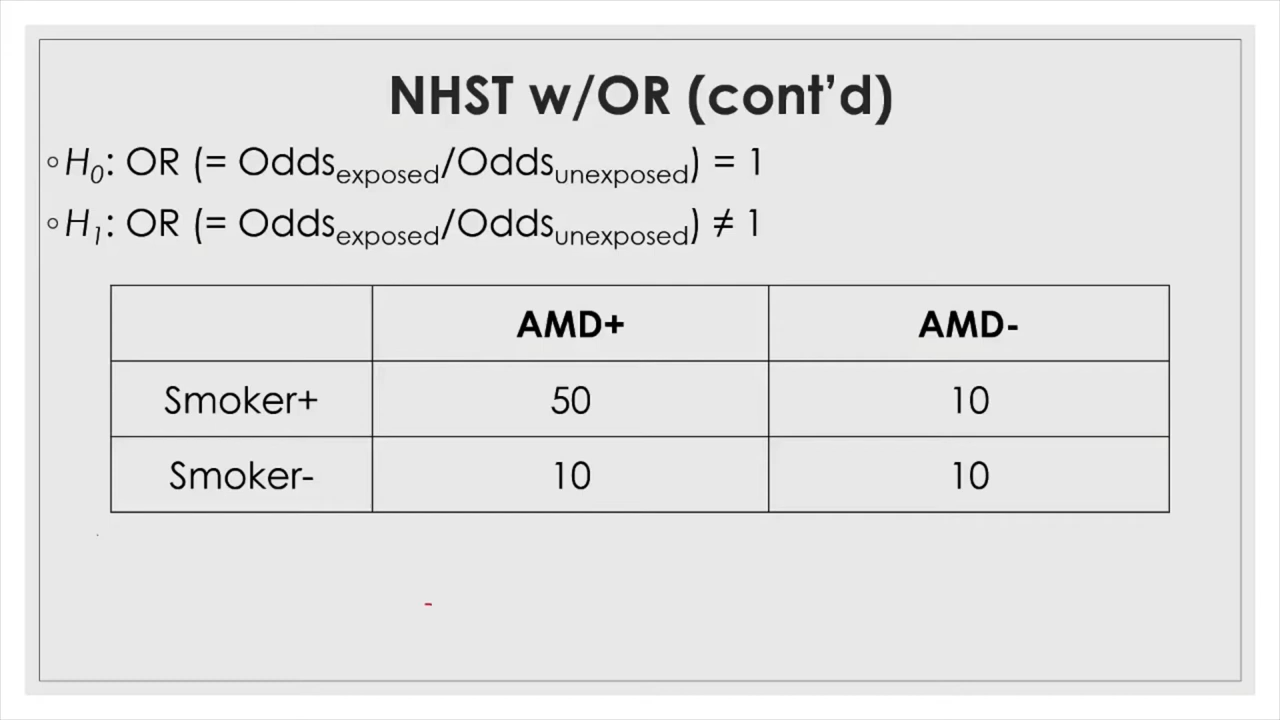 NHST w/OR (cont’d)
◦H0: OR (= Oddsexposed/Oddsunexposed) = 1
◦H1: OR (= Oddsexposed/Oddsunexposed) ≠ 1
AMD+ AMD-
Smoker+ 50 10
Smoker- 10 10